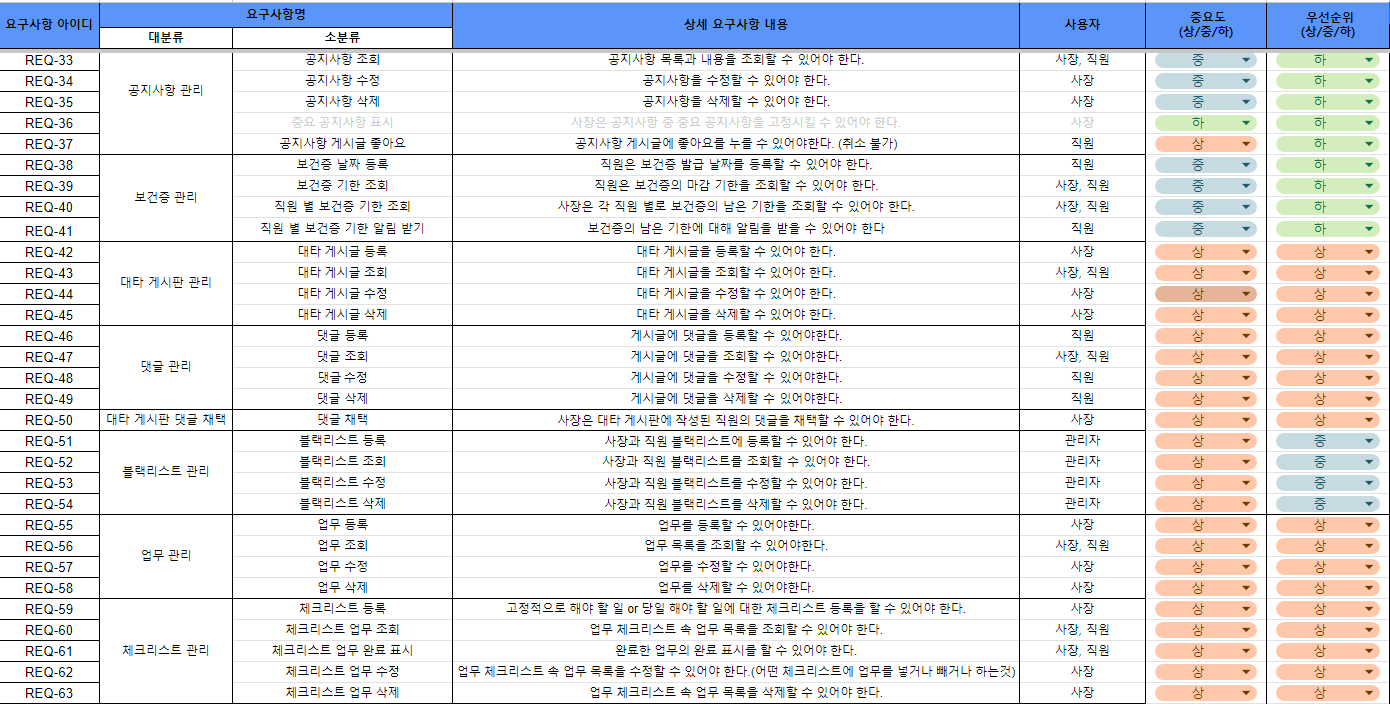 요구사항 아이디 요구사항명 상세 요구사항 내용 사용자 중요도 (상/중/하) 우선순위 (상/중/하)
대분류 소분류
REQ-33 공지사항 관리 공지사항 조회 공지사항 목록과 내용을 조회할 수 있어야 한다. 사장, 직원 중 하
REQ-34 공지사항 수정 공지사항을 수정할 수 있어야 한다. 사장 중 하
REQ-35 공지사항 삭제 공지사항을 삭제할 수 있어야 한다. 사장 중 하
REQ-36 중요 공지사항 표시 사장은 공지사항 중 중요 공지사항을 고정시킬 수 있어야 한다. 사장 하 하
REQ-37 공지사항 게시글 좋아요 공지사항 게시글에 좋아요를 누를 수 있어야한다. (취소 불가) 직원 상 하
REQ-38 보건증 관리 보건증 날짜 등록 직원은 보건증 발급 날짜를 등록할 수 있어야 한다. 직원 중 하
REQ-39 보건증 기한 조회 직원은 보건증의 마감 기한을 조회할 수 있어야 한다. 사장, 직원 중 하
REQ-40 직원 별 보건증 기한 조회 사장은 각 직원 별로 보건증의 남은 기한을 조회할 수 있어야 한다. 사장, 직원 중 하
REQ-41 직원 별 보건증 기한 알림 받기 보건증의 남은 기한에 대해 알림을 받을 수 있어야 한다 직원 중 하
REQ-42 대타 게시판 관리 대타 게시글 등록 대타 게시글을 등록할 수 있어야 한다. 사장 상 상
REQ-43 대타 게시글 조회 대타 게시글을 조회할 수 있어야 한다. 사장, 직원 상 상
REQ-44 대타 게시글 수정 대타 게시글을 수정할 수 있어야 한다. 사장 상 상
REQ-45 대타 게시글 삭제 대타 게시글을 삭제할 수 있어야 한다. 사장 상 상
REQ-46 댓글 관리 댓글 등록 게시글에 댓글을 등록할 수 있어야한다. 직원 상 상
REQ-47 댓글 조회 게시글에 댓글을 조회할 수 있어야한다. 사장, 직원 상 상
REQ-48 댓글 수정 게시글에 댓글을 수정할 수 있어야한다. 직원 상 상
REQ-49 댓글 삭제 게시글에 댓글을 삭제할 수 있어야한다. 직원 상 상
REQ-50 대타 게시판 댓글 채택 댓글 채택 사장은 대타 게시판에 작성된 직원의 댓글을 채택할 수 있어야 한다. 사장 상 상
REQ-51 블랙리스트 관리 블랙리스트 등록 사장과 직원 블랙리스트에 등록할 수 있어야 한다. 관리자 상 중
REQ-52 블랙리스트 조회 사장과 직원 블랙리스트를 조회할 수 있어야 한다. 관리자 상 중
REQ-53 블랙리스트 수정 사장과 직원 블랙리스트를 수정할 수 있어야 한다. 관리자 상 중
REQ-54 블랙리스트 삭제 사장과 직원 블랙리스트를 삭제할 수 있어야 한다. 관리자 상 중
REQ-55 업무 관리 업무 등록 업무를 등록할 수 있어야한다. 사장 상 상
REQ-56 업무 조회 업무 목록을 조회할 수 있어야한다. 사장, 직원 상 상
REQ-57 업무 수정 업무를 수정할 수 있어야한다. 사장 상 상
REQ-58 업무 삭제 업무를 삭제할 수 있어야한다. 사장 상 상
REQ-59 체크리스트 관리 체크리스트 등록 고정적으로 해야 할 일 or 당일 해야 할 일에 대한 체크리스트 등록을 할 수 있어야 한다. 사장 상 상
REQ-60 체크리스트 업무 조회 업무 체크리스트 속 업무 목록을 조회할 수 있어야 한다. 사장, 직원 상 상
REQ-61 체크리스트 업무 완료 표시 완료한 업무의 완료 표시를 할 수 있어야 한다. 사장, 직원 상 상
REQ-62 체크리스트 업무 수정 업무 체크리스트 속 업무 목록을 수정할 수 있어야 한다.(어떤 체크리스트에 업무를 넣거나 빼거나 하는것) 사장 상 상
REQ-63 체크리스트 업무 삭제 업무 체크리스트 속 업무 목록을 삭제할 수 있어야 한다. 사장 상 상